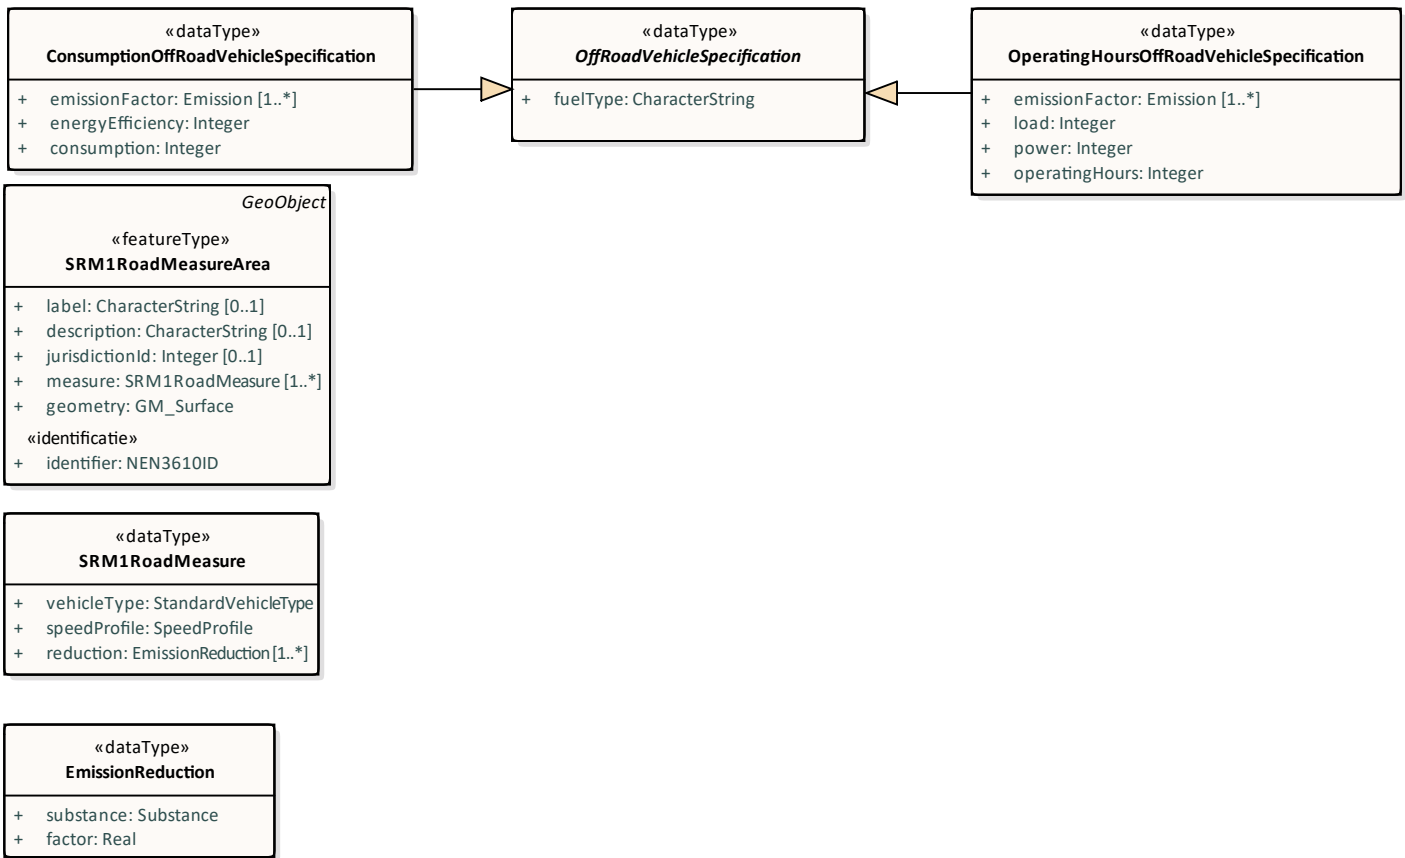 «dataType»
ConsumptionOffRoadVehicleSpecification
+ emissionFactor: Emission [1..*]
+ energyEfficiency: Integer
+ consumption: Integer
«dataType»
OffRoadVehicleSpecification
+ fuelType: CharacterString
«dataType»
OperatingHoursOffRoadVehicleSpecification
+ emissionFactor: Emission [1..*]
+ load: Integer
+ power: Integer
+ operatingHours: Integer
GeoObject
«featureType»
SRM1RoadMeasureArea
+ label: CharacterString [0..1]
+ description: CharacterString [0..1]
+ jurisdictionId: Integer [0..1]
+ measure: SRM1RoadMeasure [1..*]
+ geometry: GM_Surface
«identificatie»
+ identifier: NEN3610ID
«dataType»
SRM1RoadMeasure
+ vehicleType: StandardVehicleType
+ speedProfile: SpeedProfile
+ reduction: EmissionReduction [1..*]
«dataType»
EmissionReduction
+ substance: Substance
+ factor: Real